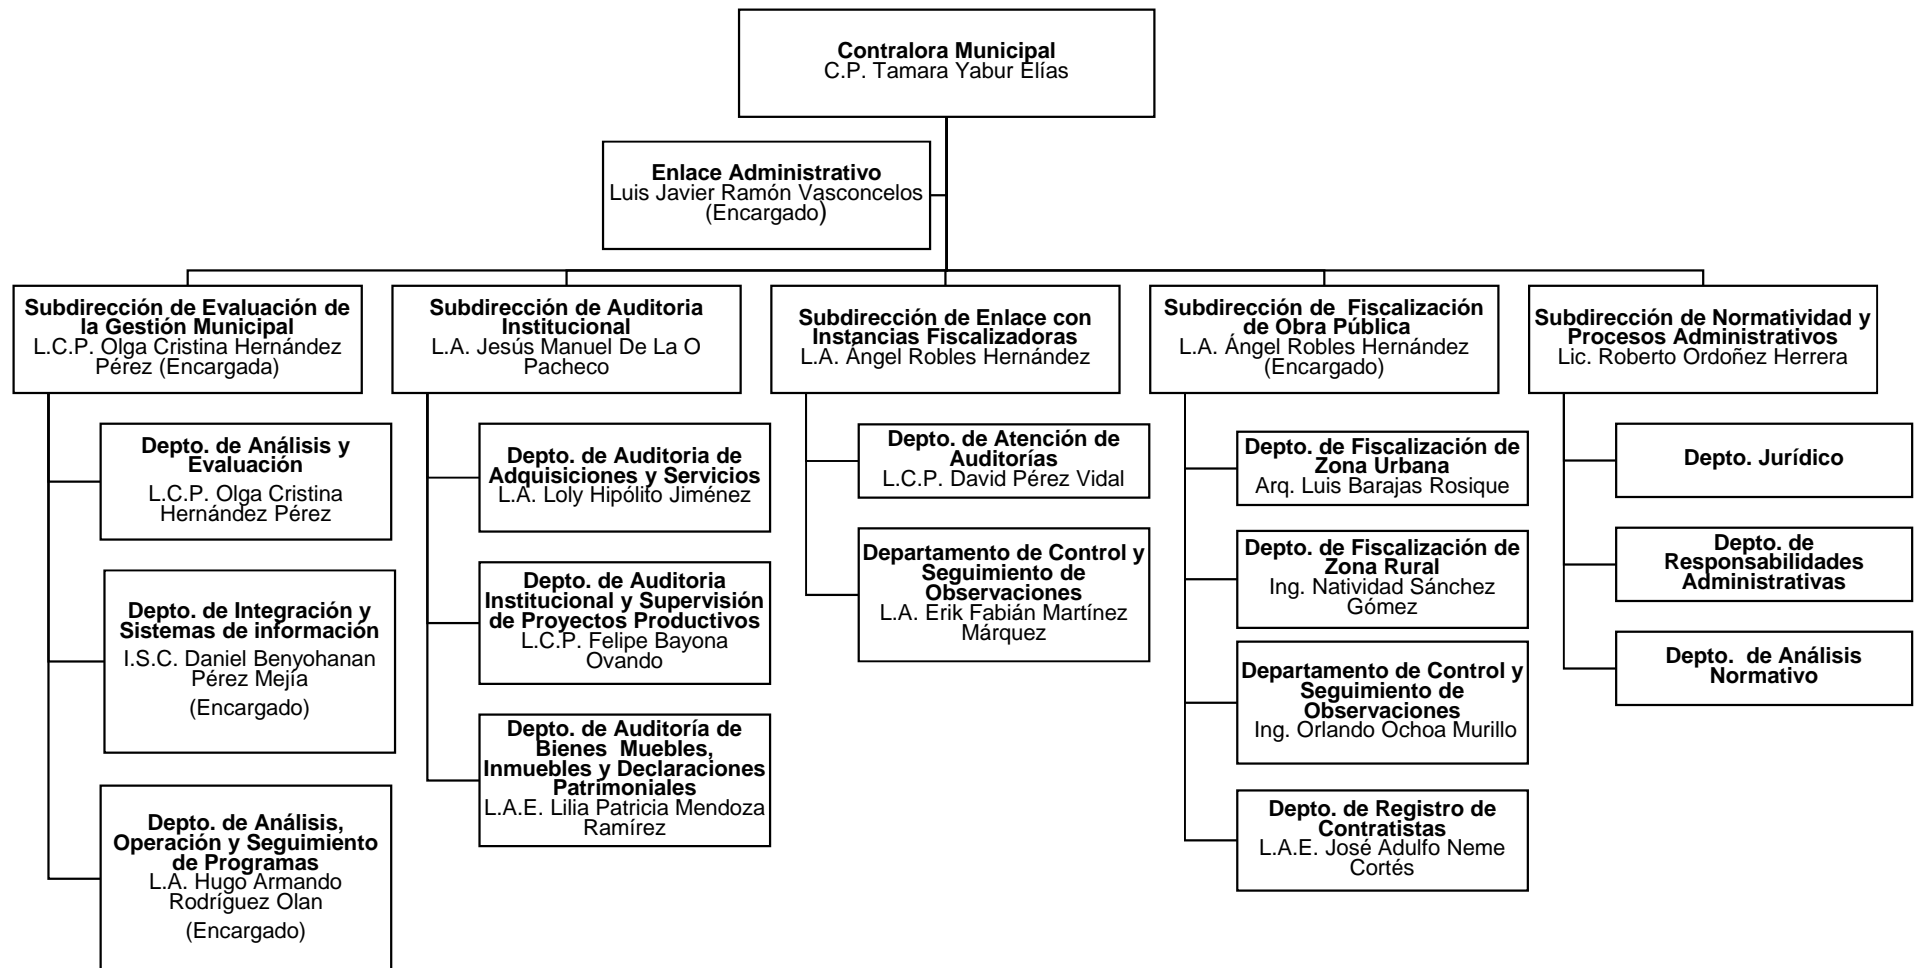 Contralora Municipal
C.P. Tamara Yabur Elías
Enlace Administrativo
Luis Javier Ramón Vasconcelos
(Encargado)
Subdirección de Evaluación de
la Gestión Municipal
L.C.P. Olga Cristina Hernández
Pérez (Encargada)
Subdirección de Auditoria
Institucional
L.A. Jesús Manuel De La O
Pacheco
Subdirección de Enlace con
Instancias Fiscalizadoras
L.A. Ángel Robles Hernández
Subdirección de Fiscalización
de Obra Pública
L.A. Ángel Robles Hernández
(Encargado)
Subdirección de Normatividad y
Procesos Administrativos
Lic. Roberto Ordoñez Herrera
Depto. de Análisis y
Evaluación
L.C.P. Olga Cristina
Hernández Pérez
Depto. de Integración y
Sistemas de información
I.S.C. Daniel Benyohanan
Pérez Mejía
(Encargado)
Depto. de Análisis,
Operación y Seguimiento
de Programas
L.A. Hugo Armando
Rodríguez Olan
(Encargado)
Depto. de Auditoria de
Adquisiciones y Servicios
L.A. Loly Hipólito Jiménez
Depto. de Auditoria
Institucional y Supervisión
de Proyectos Productivos
L.C.P. Felipe Bayona
Ovando
Depto. de Auditoría de
Bienes Muebles,
Inmuebles y Declaraciones
Patrimoniales
L.A.E. Lilia Patricia Mendoza
Ramírez
Depto. de Atención de
Auditorías
L.C.P. David Pérez Vidal
Departamento de Control y
Seguimiento de
Observaciones
L.A. Erik Fabián Martínez
Márquez
Depto. de Fiscalización de
Zona Urbana
Arq. Luis Barajas Rosique
Depto. de Fiscalización de
Zona Rural
Ing. Natividad Sánchez
Gómez
Departamento de Control y
Seguimiento de
Observaciones
Ing. Orlando Ochoa Murillo
Depto. de Registro de
Contratistas
L.A.E. José Adulfo Neme
Cortés
Depto. Jurídico
Depto. de
Responsabilidades
Administrativas
Depto. de Análisis
Normativo